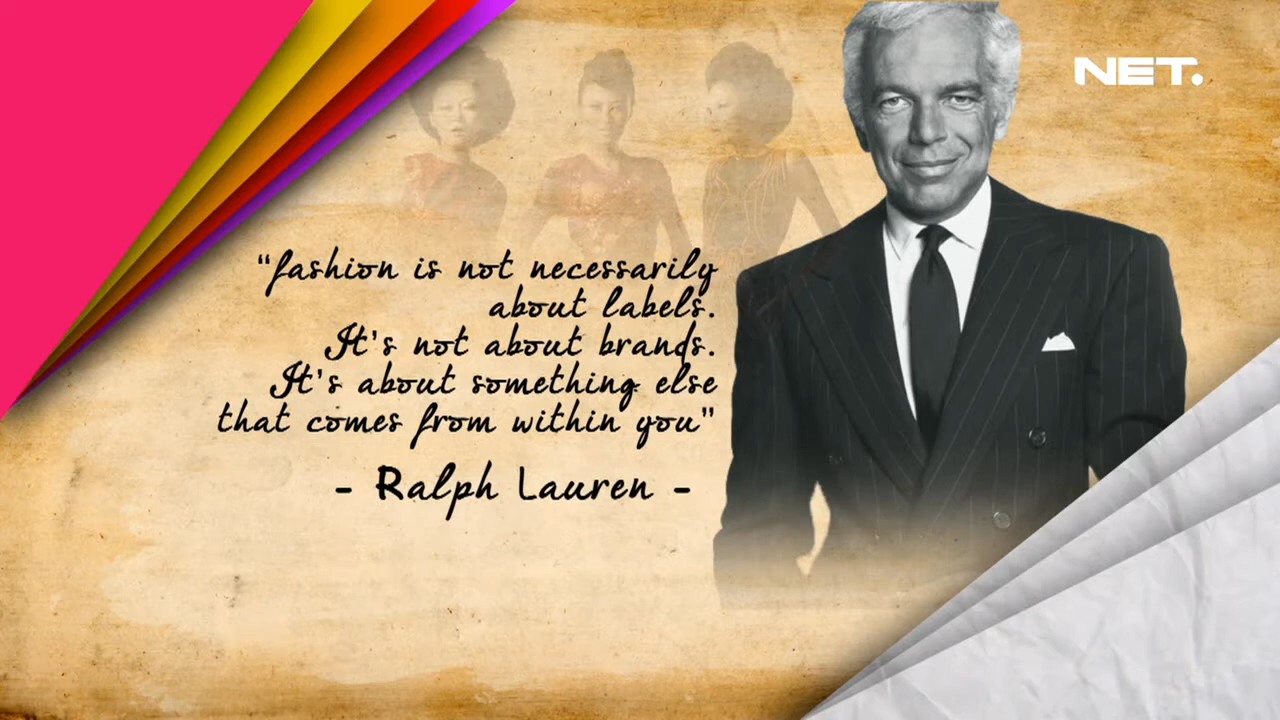 NET.
“fashion is not necessarily
about labels.
It's not about brands.
It's about something else
that comes from within you”
- Ralph Lauren -